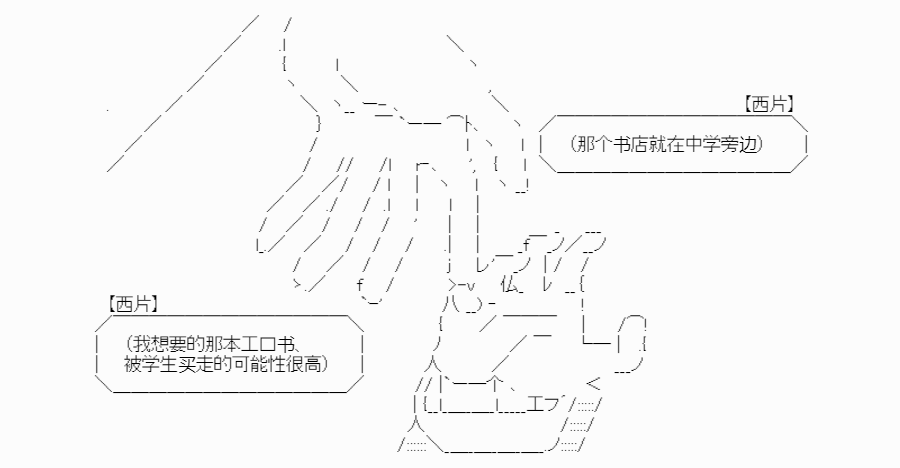 【西片】
（那个书店就在中学旁边）
【西片】
（我想要的那本工口书、
被学生买走的可能性很高）